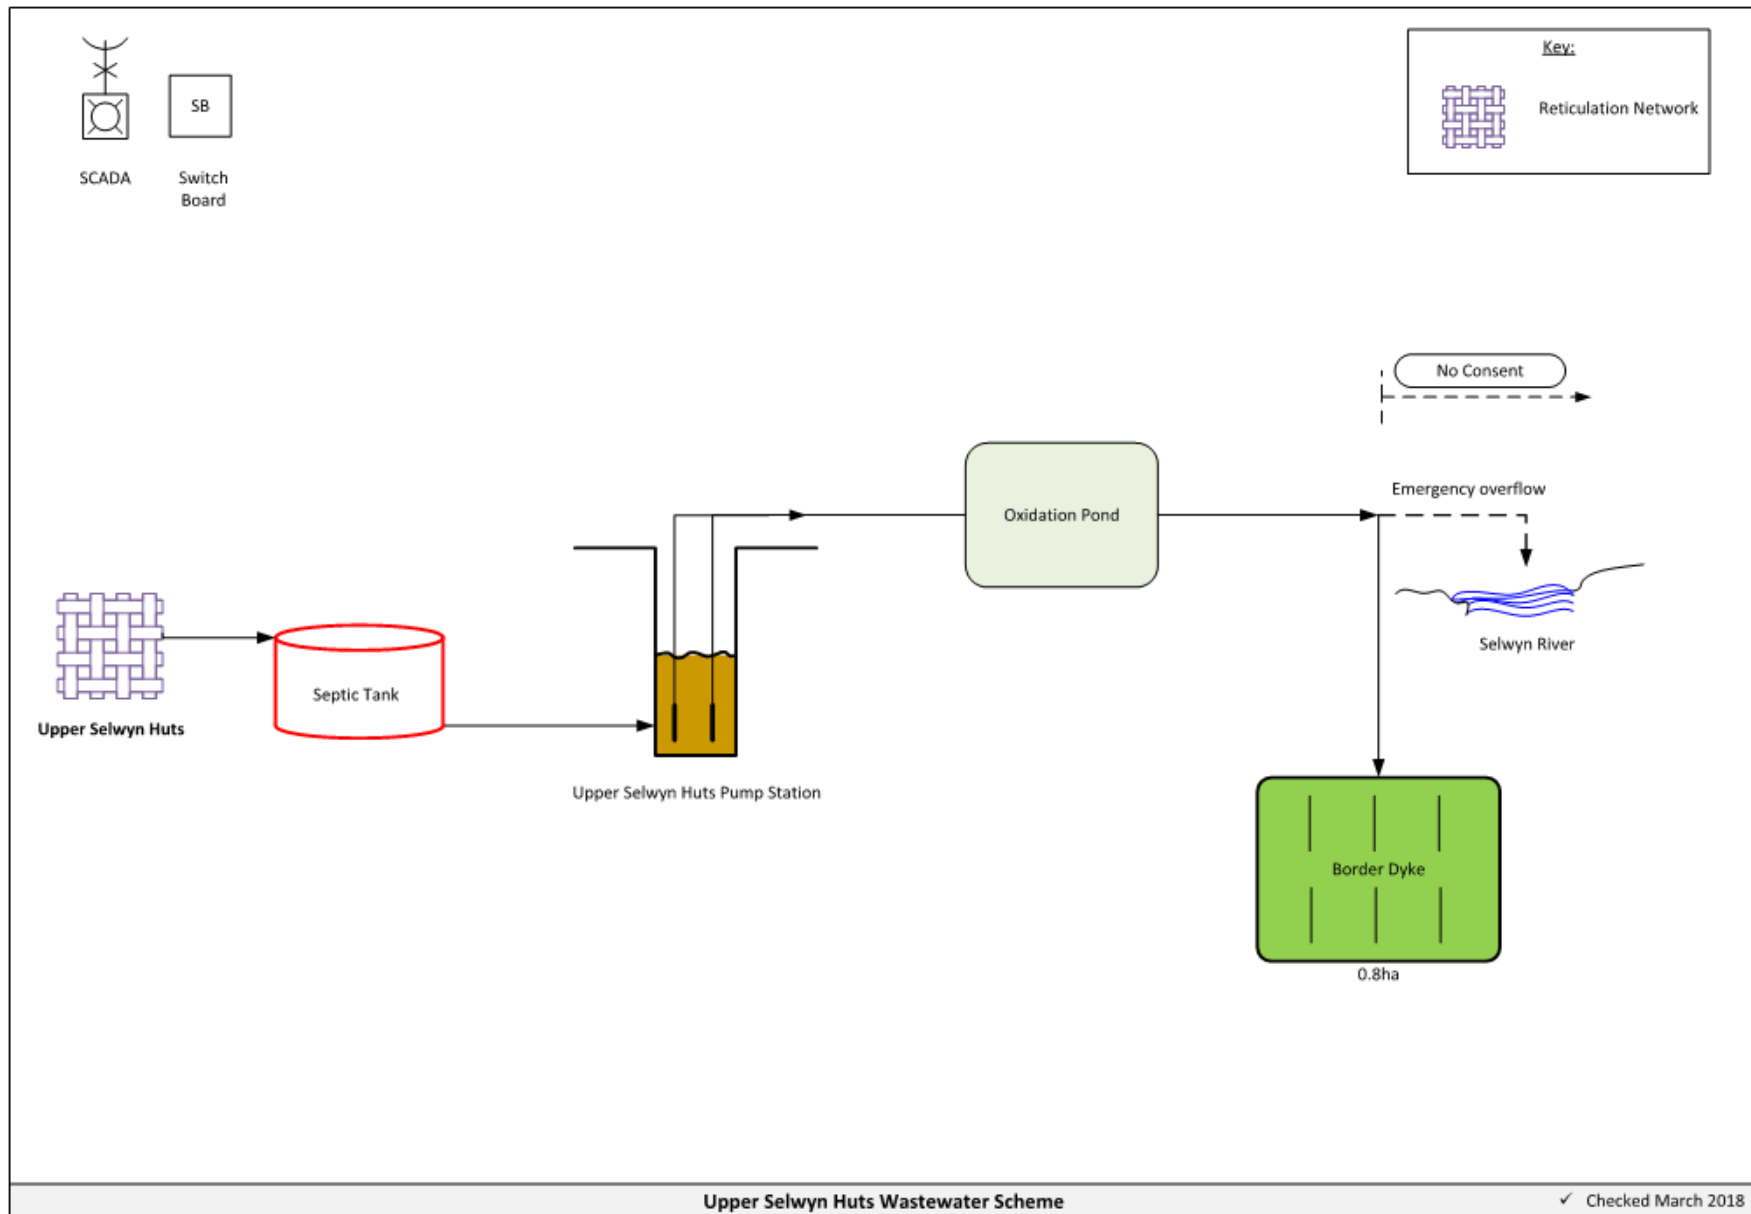 SB
SCADA
Switch
Board
Key:
Reticulation Network
No Consent
Emergency overflow
Oxidation Pond
Selwyn River
Septic Tank
Upper Selwyn Huts
Upper Selwyn Huts Pump Station
Border Dyke
0.8ha
Upper Selwyn Huts Wastewater Scheme
✓ Checked March 2018